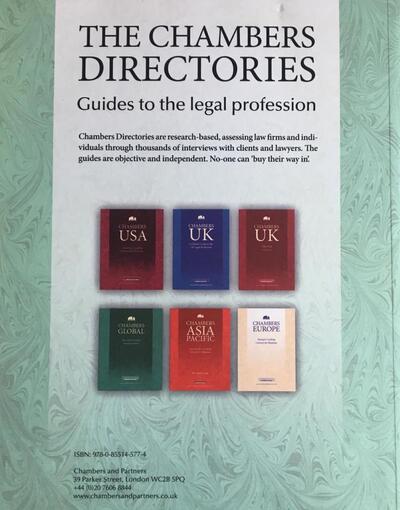 THE CHAMBERS
DIRECTORIES
Guides to the legal profession
Chambers Directories are research-based, assessing law firms and indi-
viduals through thousands of interviews with clients and lawyers. The
guides are objective and independent. No-one can 'buy their way in'.
CHAMBERS
USA
CHAMBERS
UK
CHAMBERS
UK
CHAMBERS
GLOBAL
CHAMBERS
ASIA
PACIFIC
CHAMBERS
EUROPE
ISBN: 978-0-85514-577-4
Chambers and Partners
39 Parker Street, London WC2B 5PQ
+44 (0)20 7606 8844
www.chambersandpartners.co.uk